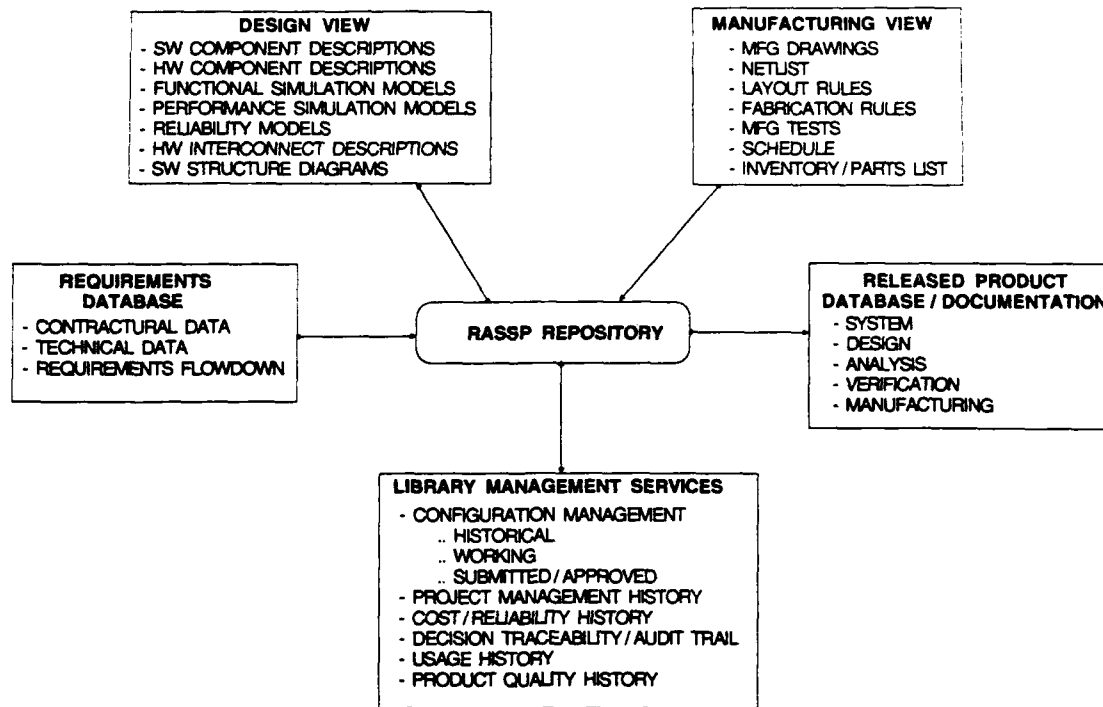 DESIGN VIEW
- SW COMPONENT DESCRIPTIONS
- HW COMPONENT DESCRIPTIONS
- FUNCTIONAL SIMULATION MODELS
- PERFORMANCE SIMULATION MODELS
- RELIABILITY MODELS
- HW INTERCONNECT DESCRIPTIONS
- SW STRUCTURE DIAGRAMS
MANUFACTURING VIEW
- MFG DRAWINGS
- NETLIST
- LAYOUT RULES
- FABRICATION RULES
- MFG TESTS
- SCHEDULE
- INVENTORY / PARTS LIST
REQUIREMENTS
DATABASE
- CONTRACTURAL DATA
- TECHNICAL DATA
- REQUIREMENTS FLOWDOWN
RASSP REPOSITORY
RELEASED PRODUCT
DATABASE / DOCUMENTATION
- SYSTEM
- DESIGN
- ANALYSIS
- VERIFICATION
- MANUFACTURING
LIBRARY MANAGEMENT SERVICES
- CONFIGURATION MANAGEMENT
.. HISTORICAL
.. WORKING
.. SUBMITTED / APPROVED
- PROJECT MANAGEMENT HISTORY
- COST / RELIABILITY HISTORY
- DECISION TRACEABILITY / AUDIT TRAIL
- USAGE HISTORY
- PRODUCT QUALITY HISTORY